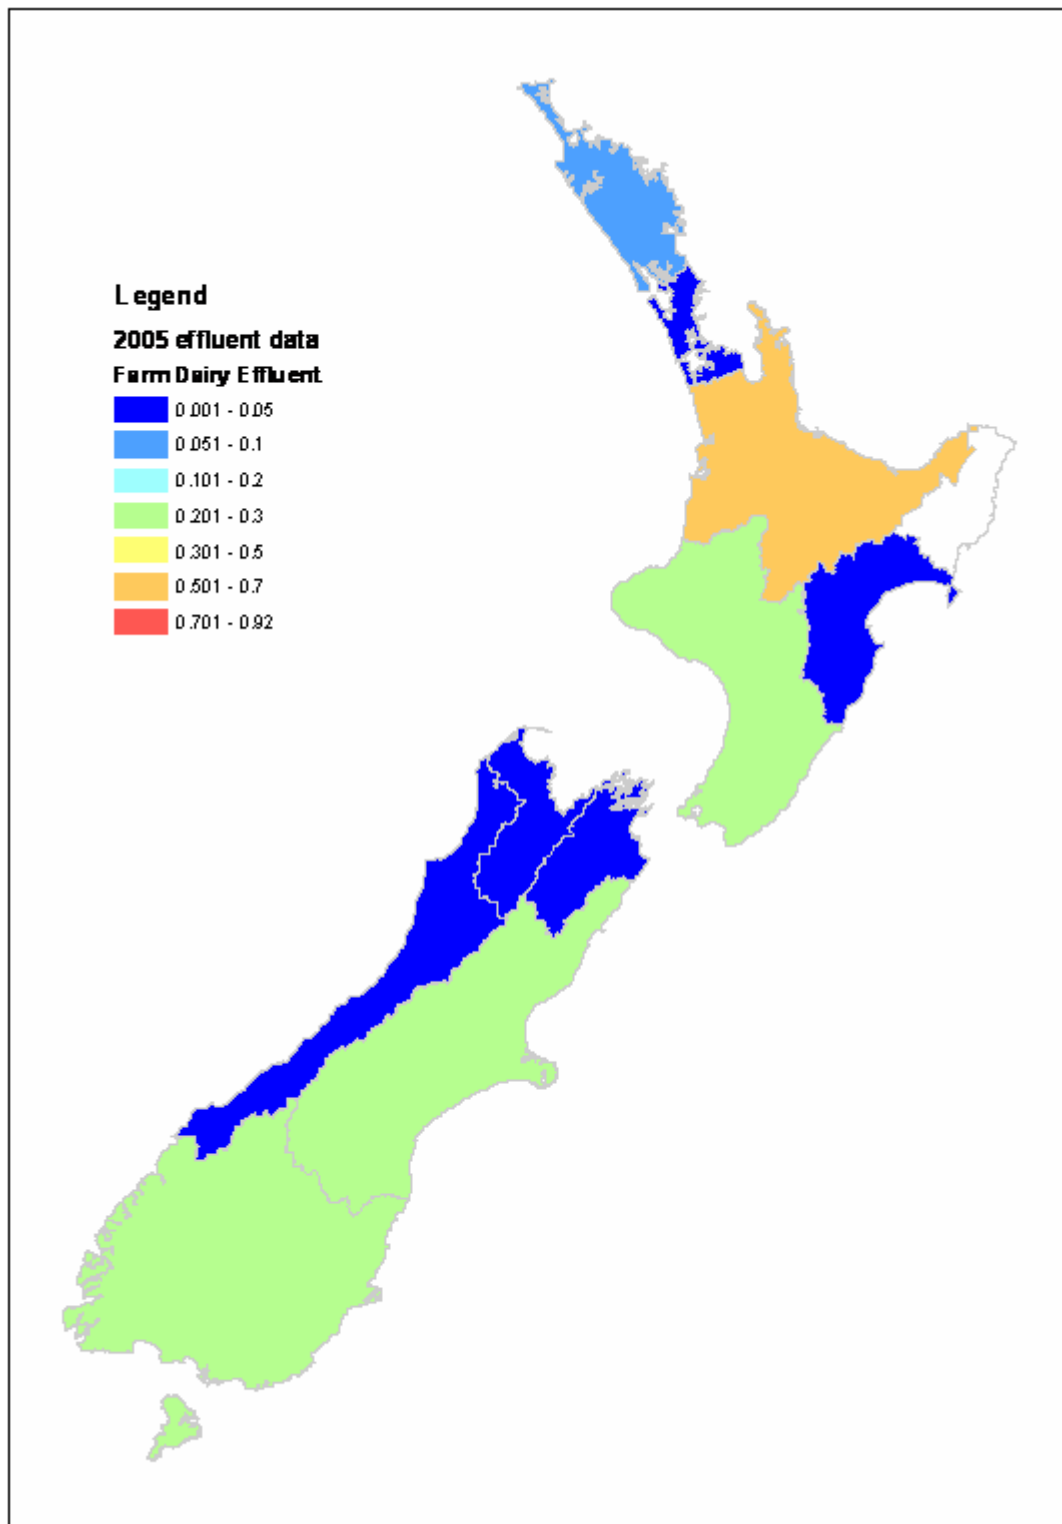 Legend
2005 effluent data
Farm Dairy Effluent
0.001 - 0.05
0.051 - 0.1
0.101 - 0.2
0.201 - 0.3
0.301 - 0.5
0.501 - 0.7
0.701 - 0.92